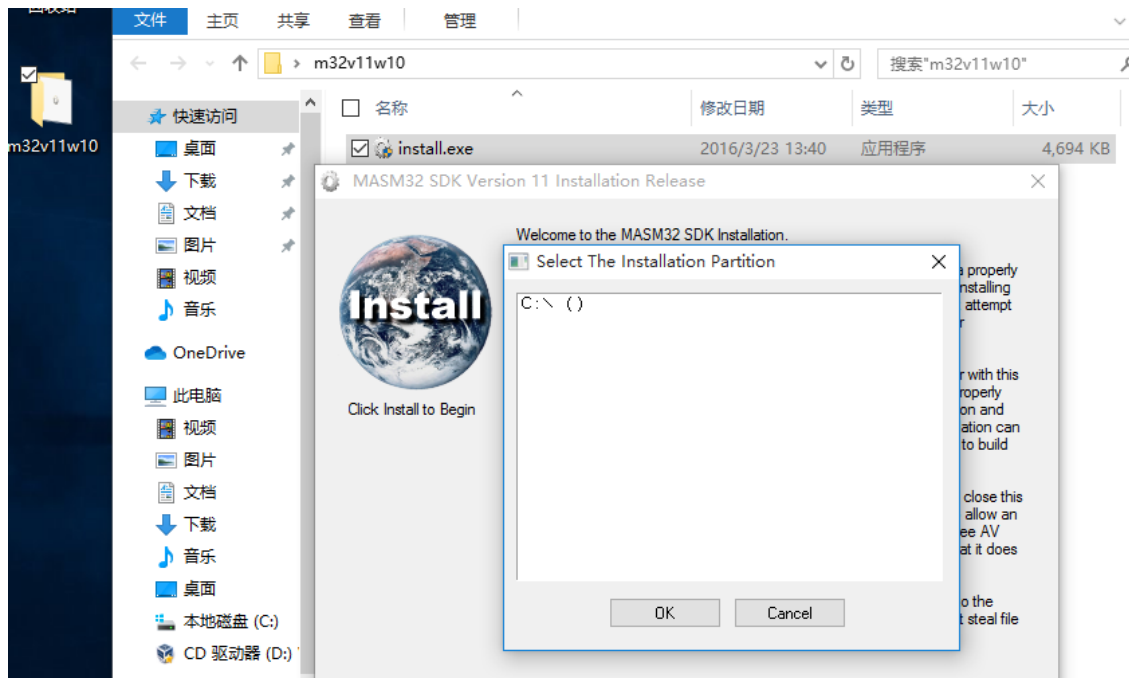 文件 主页 共享 查看 管理
m32v11w10
搜索"m32v11w10"
m32v11w10
名称 修改日期 类型 大小
install.exe 2016/3/23 13:40 应用程序 4,694 KB
快速访问
桌面
下载
文档
图片
视频
音乐
OneDrive
此电脑
视频
图片
文档
下载
音乐
桌面
本地磁盘 (C:)
CD 驱动器 (D:)
MASM32 SDK Version 11 Installation Release
Welcome to the MASM32 SDK Installation.
Install
Click Install to Begin
Select The Installation Partition
C:\ ()
OK Cancel
properly
attempt
r with this
on and
ation can
to build
close this
allow an
ee AV
at it does
o the
t steal file